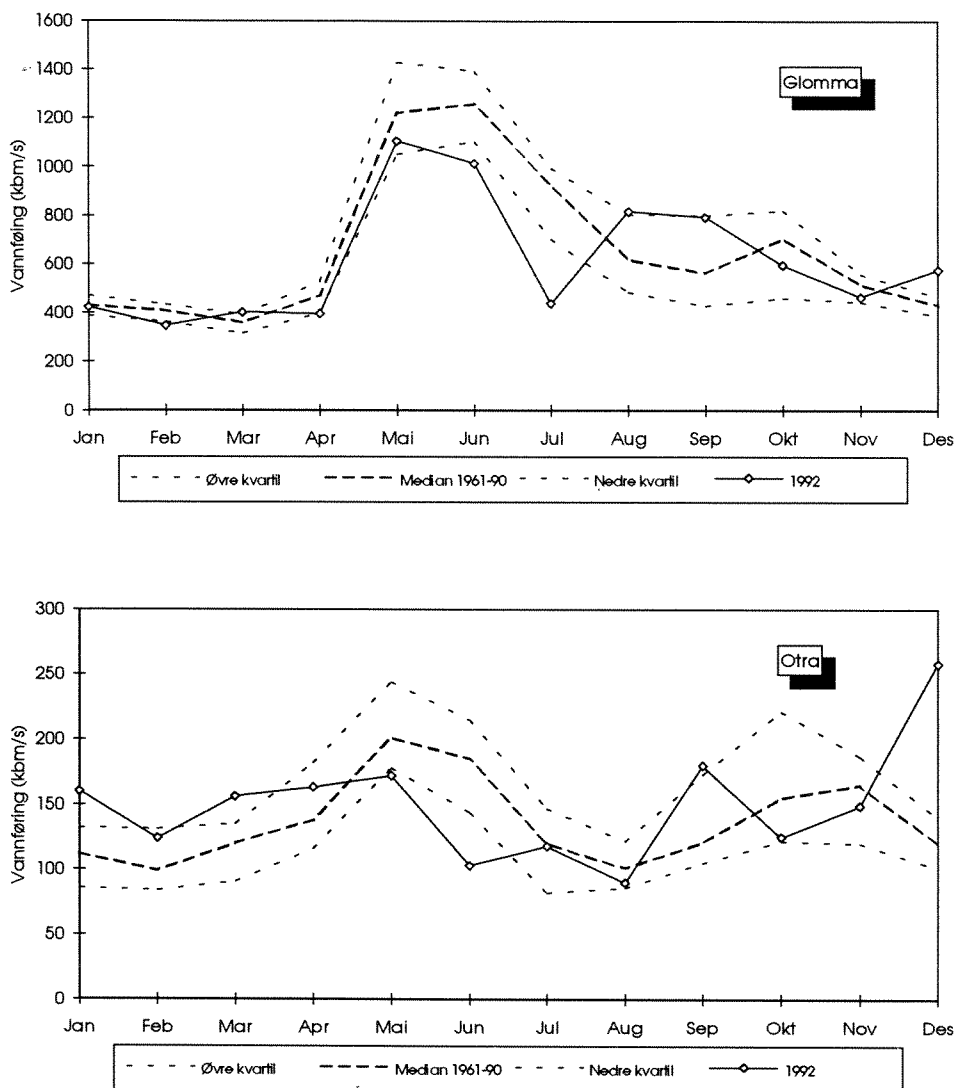 1600
1400
1200
1000
800
600
400
200
0
Vannføing (kbm/s)
Glomma
Jan Feb Mar Apr Mai Jun Jul Aug Sep Okt Nov Des
Øvre kvartil Median 1961-90 Nedre kvartil 1992
300
250
200
150
100
50
0
Vannføring (kbm/s)
Otra
Jan Feb Mar Apr Mai Jun Jul Aug Sep Okt Nov Des
Øvre kvartil Median 1961-90 Nedre kvartil 1992